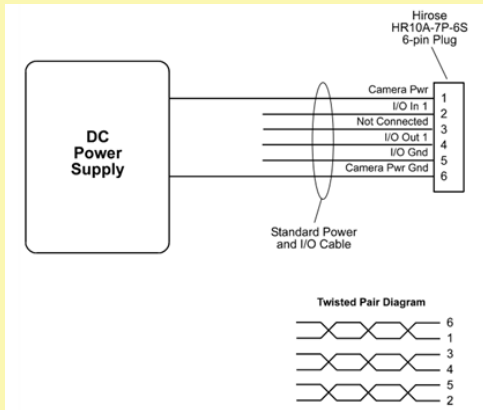 Hirose
HR10A-7P-6S
6-pin Plug
DC
Power
Supply
Camera Pwr
1
I/O In 1
2
Not Connected
3
I/O Out 1
4
I/O Gnd
5
Camera Pwr Gnd
6
Standard Power
and I/O Cable
Twisted Pair Diagram
6
1
3
4
5
2